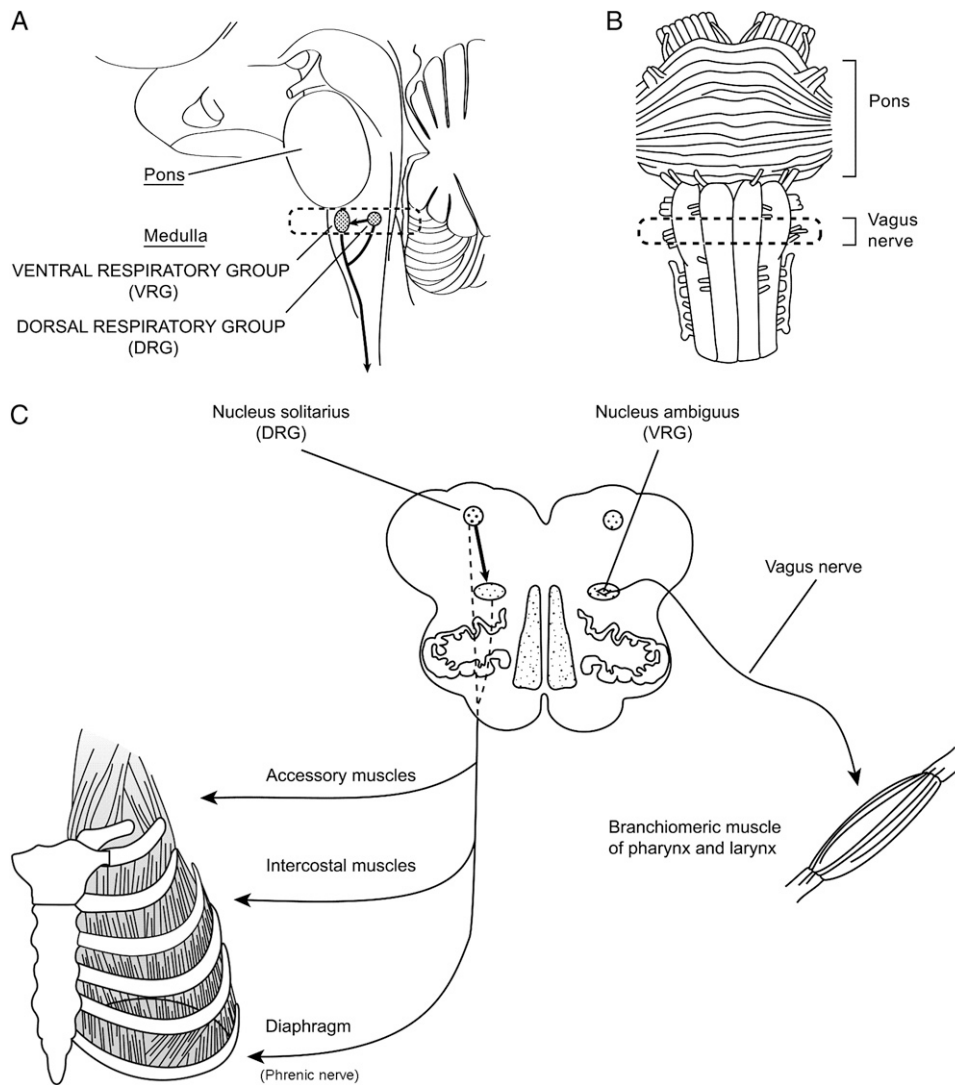 A
Pons
Medulla
VENTRAL RESPIRATORY GROUP
(VRG)
DORSAL RESPIRATORY GROUP
(DRG)
B
Pons
Vagus
nerve
C
Nucleus solitarius
(DRG)
Nucleus ambiguus
(VRG)
Vagus nerve
Accessory muscles
Intercostal muscles
Branchiomeric muscle
of pharynx and larynx
Diaphragm
(Phrenic nerve)